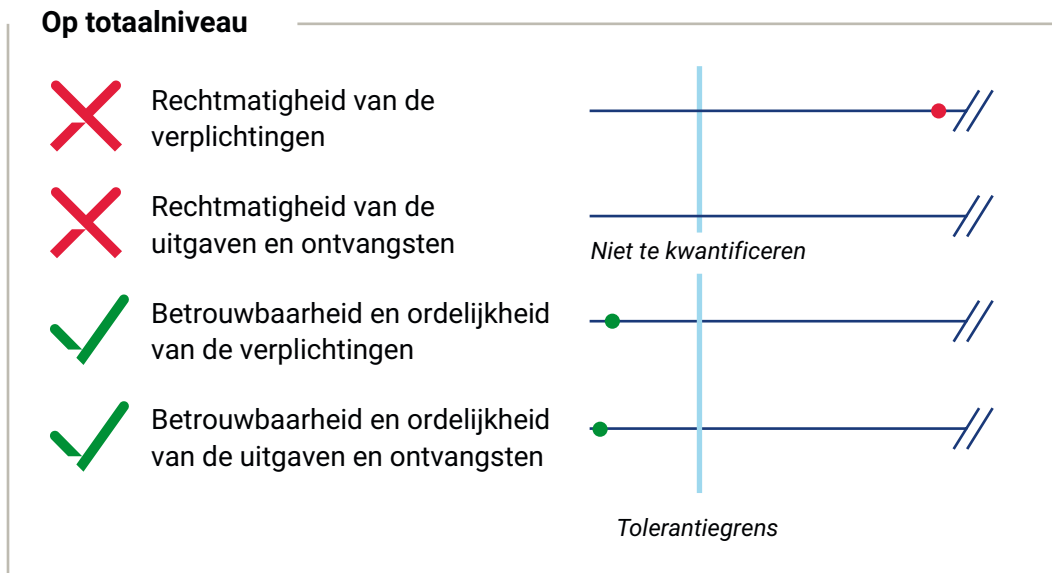 Op totaalniveau
Rechtmatigheid van de
verplichtingen
Rechtmatigheid van de
uitgaven en ontvangsten
Niet te kwantificeren
Betrouwbaarheid en ordelijkheid
van de verplichtingen
Betrouwbaarheid en ordelijkheid
van de uitgaven en ontvangsten
Tolerantiegrens